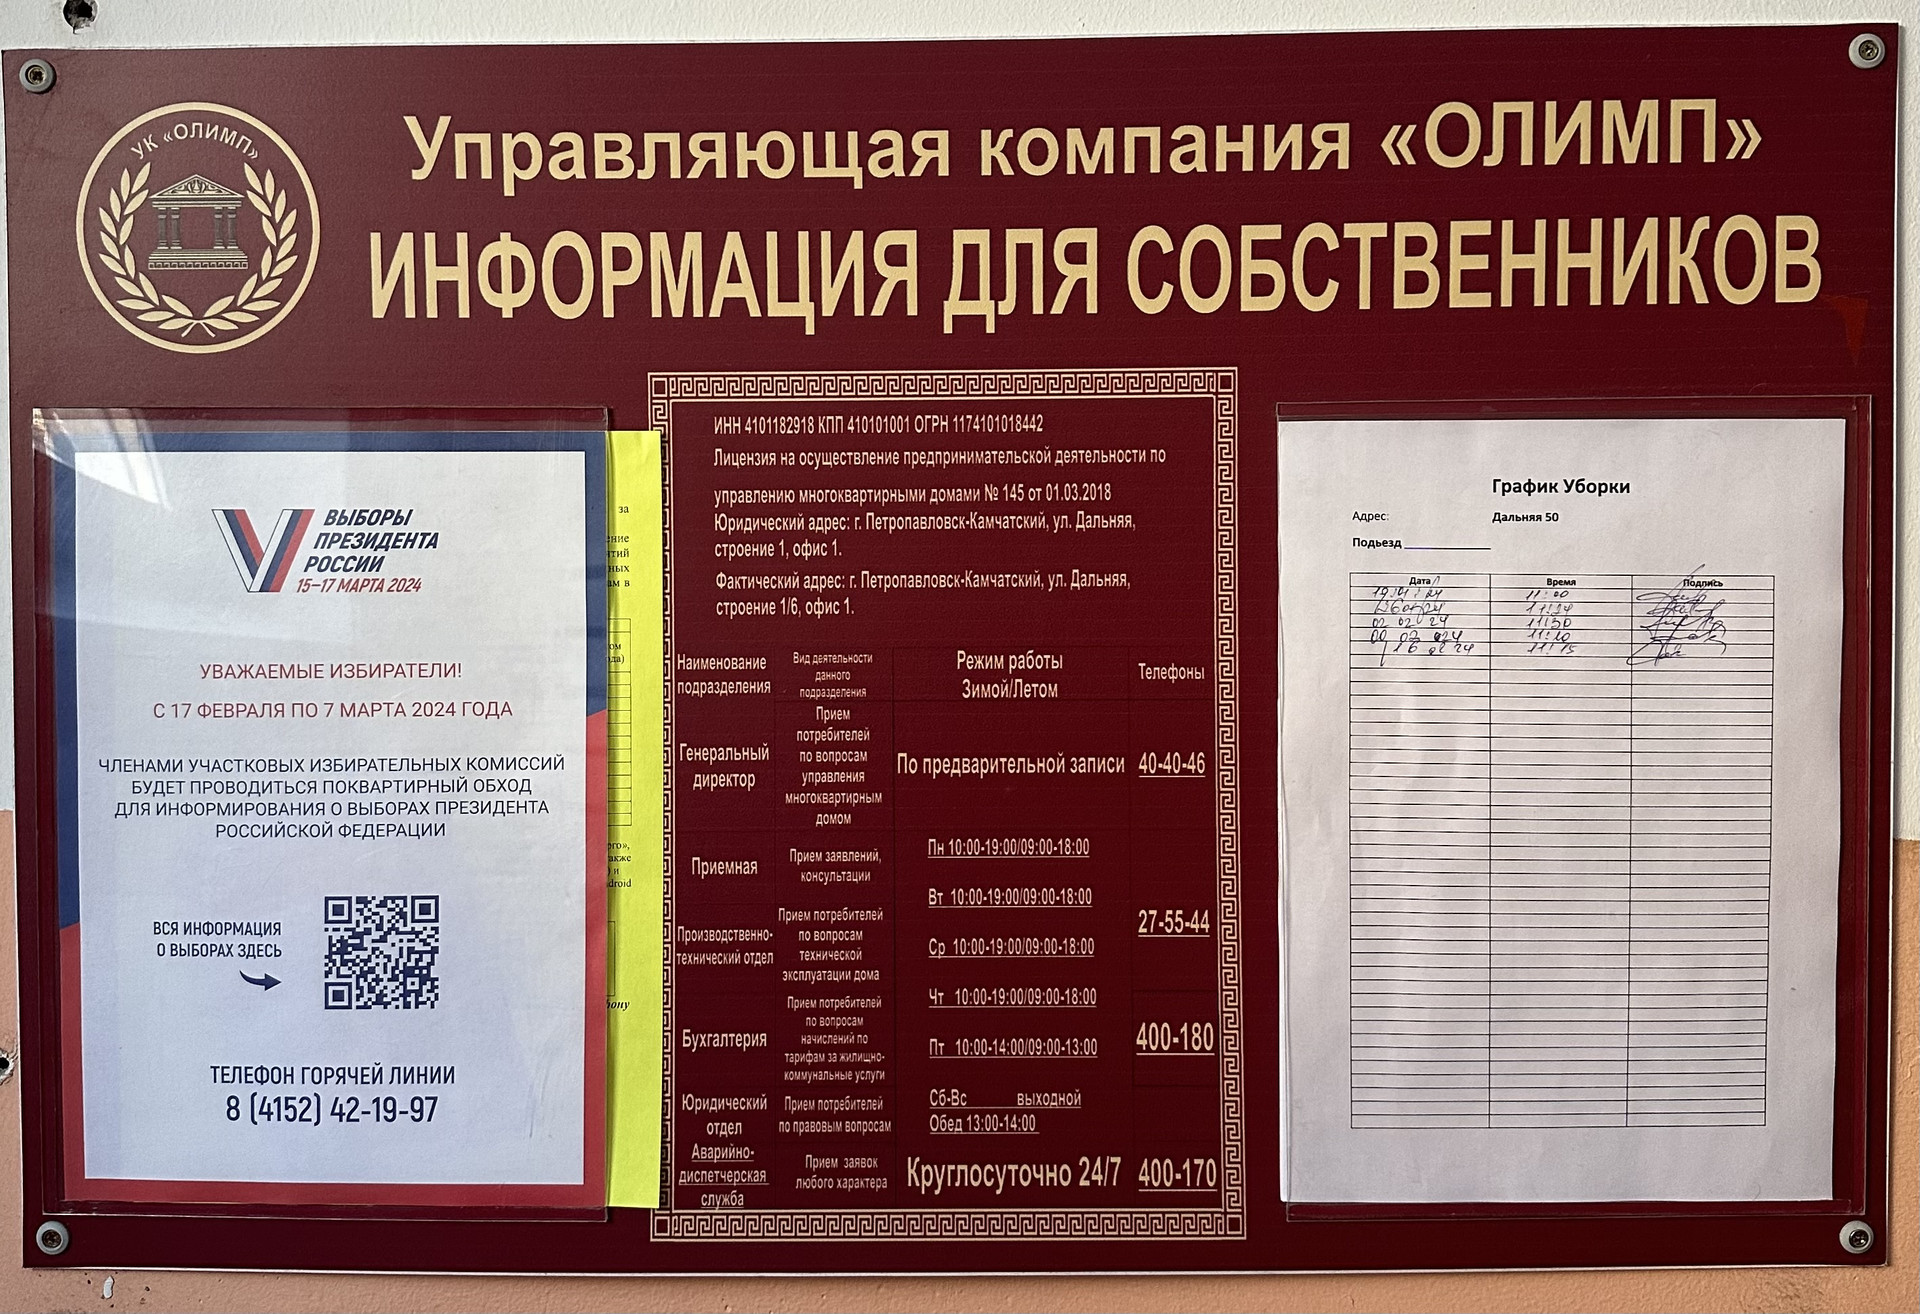 УК «ОЛИМП»
Управляющая компания «ОЛИМП»
ИНФОРМАЦИЯ ДЛЯ СОБСТВЕННИКОВ
ВЫБОРЫ
ПРЕЗИДЕНТА
РОССИИ
15–17 МАРТА 2024
УВАЖАЕМЫЕ ИЗБИРАТЕЛИ!
С 17 ФЕВРАЛЯ ПО 7 МАРТА 2024 ГОДА
ЧЛЕНАМИ УЧАСТКОВЫХ ИЗБИРАТЕЛЬНЫХ КОМИССИЙ
БУДЕТ ПРОВОДИТЬСЯ ПОКВАРТИРНЫЙ ОБХОД
ДЛЯ ИНФОРМИРОВАНИЯ О ВЫБОРАХ ПРЕЗИДЕНТА
РОССИЙСКОЙ ФЕДЕРАЦИИ
ВСЯ ИНФОРМАЦИЯ
О ВЫБОРАХ ЗДЕСЬ
ТЕЛЕФОН ГОРЯЧЕЙ ЛИНИИ
8 (4152) 42-19-97
за
ИНН 4101182918 КПП 410101001 ОГРН 1174101018442
Лицензия на осуществление предпринимательской деятельности по
управлению многоквартирными домами № 145 от 01.03.2018
Юридический адрес: г. Петропавловск-Камчатский, ул. Дальняя,
строение 1, офис 1.
Фактический адрес: г. Петропавловск-Камчатский, ул. Дальняя,
строение 1/6, офис 1.
Наименование
подразделения
Вид деятельности
данного
подразделения
Режим работы
Зимой/Летом
Телефоны
Генеральный
директор
Прием
потребителей
по вопросам
управления
многоквартирным
домом
По предварительной записи
40-40-46
Приемная
Прием заявлений,
консультации
Производственно-
технический отдел
Прием потребителей
по вопросам
технической
эксплуатации дома
Бухгалтерия
Прием потребителей
по вопросам
начислений по
тарифам за жилищно-
коммунальные услуги
Юридический
отдел
Прием потребителей
по правовым вопросам
Пн 10:00-19:00/09:00-18:00
Вт 10:00-19:00/09:00-18:00
Ср 10:00-19:00/09:00-18:00
Чт 10:00-19:00/09:00-18:00
Пт 10:00-14:00/09:00-13:00
Сб-Вс выходной
Обед 13:00-14:00
27-55-44
400-180
Аварийно-
диспетчерская
служба
Прием заявок
любого характера
Круглосуточно 24/7
400-170
График Уборки
Адрес: Дальняя 50
Подьезд
Дата Время Подпись
11:00
11:30
11:10
11:15